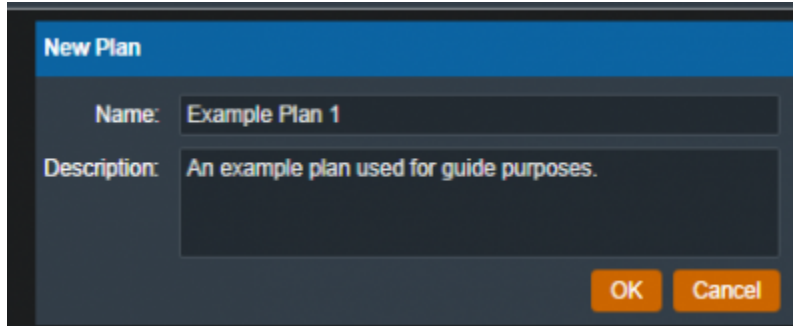 New Plan
Name: Example Plan 1
Description: An example plan used for guide purposes.
OK Cancel